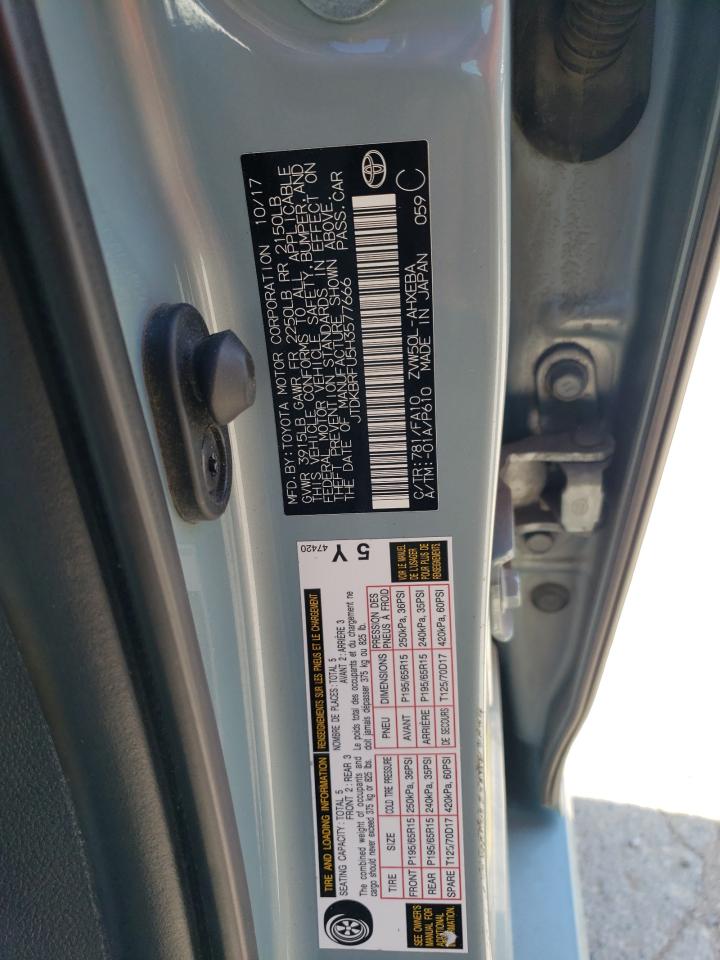 MFD.BY:TOYOTA MOTOR CORPORATION 10/17
GVWR 3915LB GAWR FR 2250LB RR 2150LB
THIS VEHICLE CONFORMS TO ALL APPLICABLE
FEDERAL MOTOR VEHICLE SAFETY, BUMPER, AND
THEFT PREVENTION STANDARDS IN EFFECT ON
THE DATE OF MANUFACTURE SHOWN ABOVE.
JTDKBRFU5H3577666 PASS.CAR
C/TR:781/FA10 ZVW50L-AHXEBA
A/TM:-01A/P610 MADE IN JAPAN 059 C
TIRE AND LOADING INFORMATION
RENSEIGNEMENTS SUR LES PNEUS ET LE CHARGEMENT
47420
5 Y
SEATING CAPACITY:TOTAL 5
FRONT 2:REAR 3
NOMBRE DE PLACES:TOTAL 5
AVANT 2:ARRIÈRE 3
The combined weight of occupants and
cargo should never exceed 375 kg or 825 lbs.
Le poids total des occupants et du chargement ne
doit jamais dépasser 375 kg ou 825 lb.
TIRE SIZE COLD TIRE PRESSURE
FRONT P195/65R15 250kPa, 36PSI
REAR P195/65R15 240kPa, 35PSI
SPARE T125/70D17 420kPa, 60PSI
PNEU DIMENSIONS PRESSION DES PNEUS À FROID
AVANT P195/65R15 250kPa, 36PSI
ARRIÈRE P195/65R15 240kPa, 35PSI
DE SECOURS T125/70D17 420kPa, 60PSI
SEE OWNER'S
MANUAL FOR
ADDITIONAL
INFORMATION.
VOIR LE MANUEL
DE L'USAGER
POUR PLUS DE
RENSEIGNEMENTS.